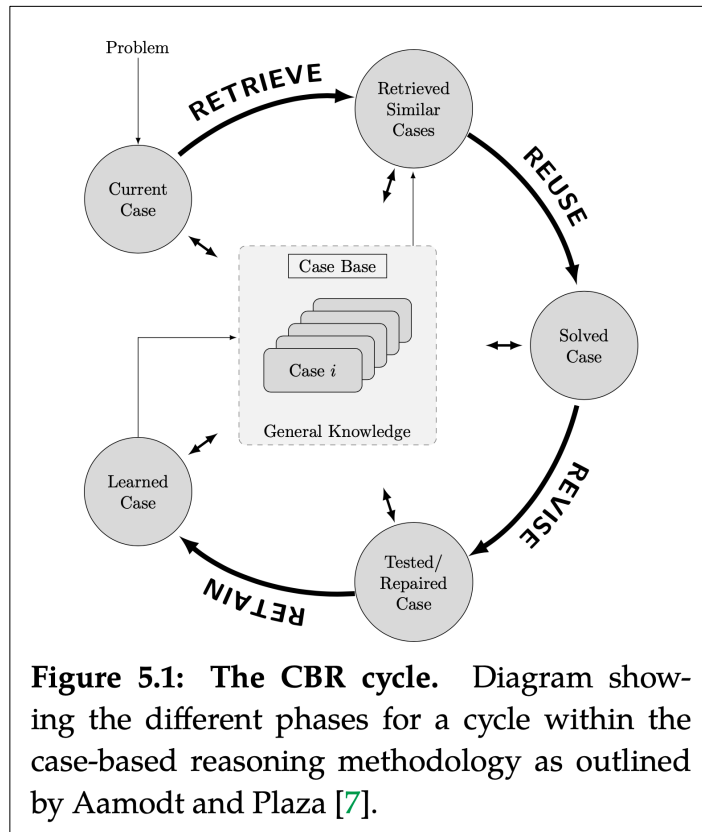 Problem
RETRIEVE
Retrieved
Similar
Cases
Current
Case
REUSE
Case Base
Case i
General Knowledge
Solved
Case
REVISE
Learned
Case
Tested/
Repaired
Case
RETAIN
Figure 5.1: The CBR cycle. Diagram show-
ing the different phases for a cycle within the
case-based reasoning methodology as outlined
by Aamodt and Plaza [7].